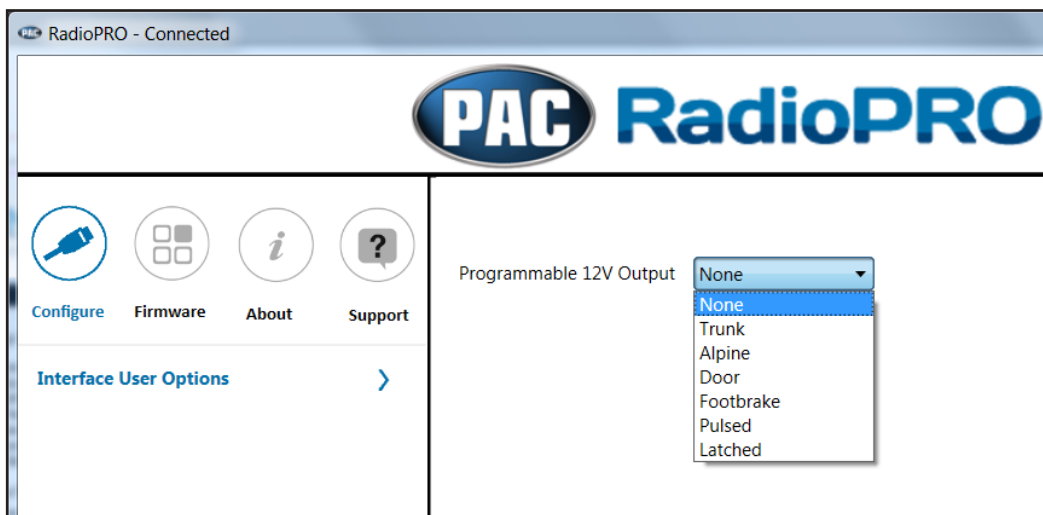 RadioPRO - Connected
PAC RadioPRO
Configure Firmware About Support
Interface User Options
Programmable 12V Output None
None
Trunk
Alpine
Door
Footbrake
Pulsed
Latched